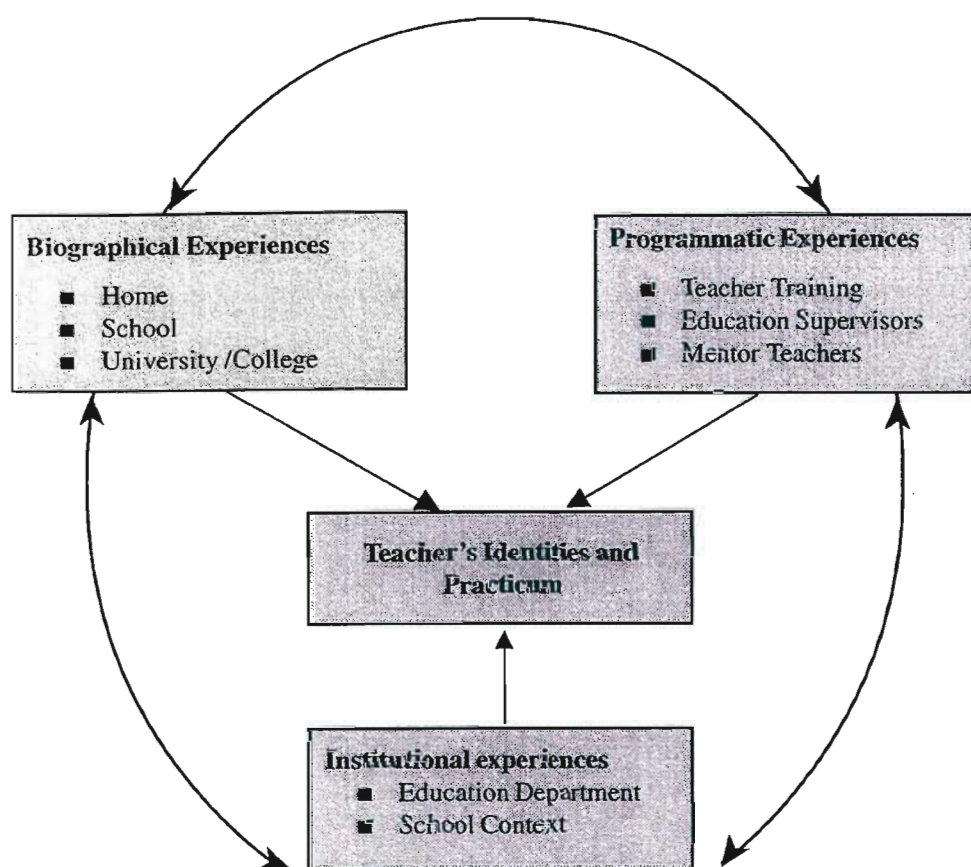 Biographical Experiences
■ Home
■ School
■ University /College
Programmatic Experiences
■ Teacher Training
■ Education Supervisors
■ Mentor Teachers
Teacher's Identities and
Practicum
Institutional experiences
■ Education Department
■ School Context